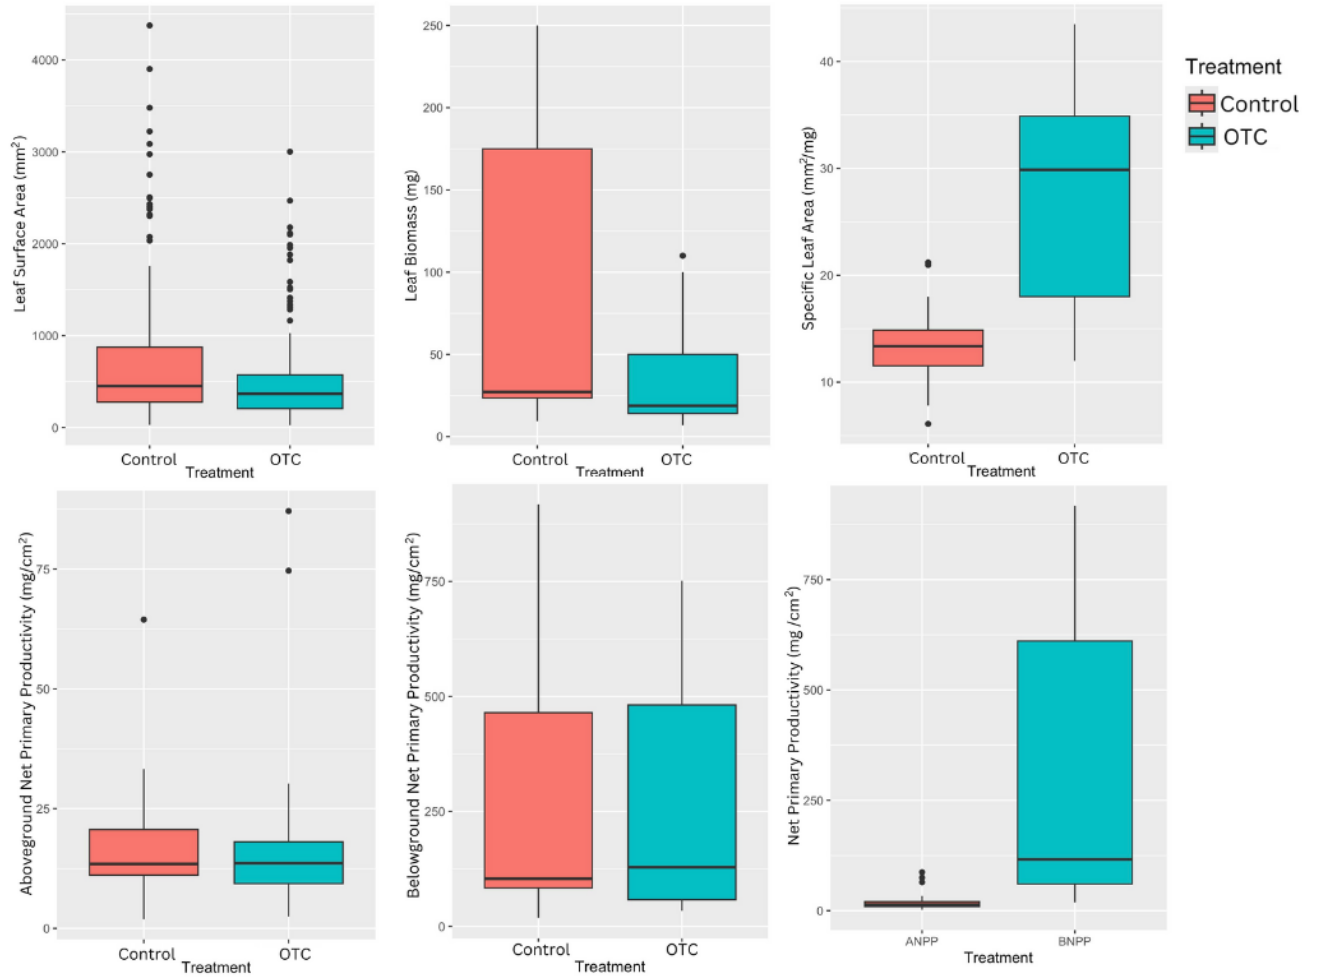 Leaf Surface Area (mm²)
4000
3000
2000
1000
0
Control OTC
Treatment
Leaf Biomass (mg)
250
200
150
100
50
0
Control OTC
Treatment
Specific Leaf Area (mm²/mg)
40
30
20
10
Control OTC
Treatment
Treatment
Control
OTC
Aboveground Net Primary Productivity (mg/cm²)
75
50
25
0
Control OTC
Treatment
Belowground Net Primary Productivity (mg/cm²)
750
500
250
0
Control OTC
Treatment
Net Primary Productivity (mg /cm²)
750
500
250
0
ANPP BNPP
Treatment